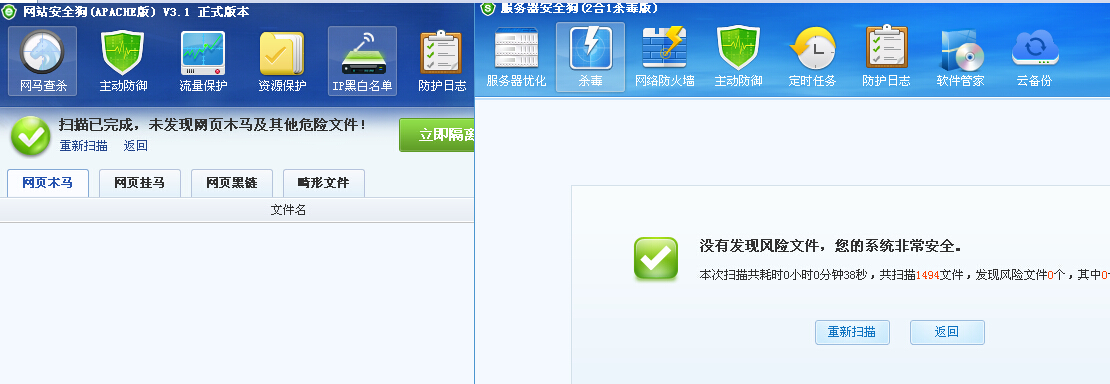 网站安全狗(APACHE版) V3.1 正式版本
网马查杀 主动防御 流量保护 资源保护 IP黑白名单 防护日志
扫描已完成，未发现网页木马及其他危险文件！
重新扫描 返回
立即隔离
网页木马 网页挂马 网页黑链 畸形文件
文件名
服务器安全狗(2合1杀毒版)
服务器优化 杀毒 网络防火墙 主动防御 定时任务 防护日志 软件管家 云备份
没有发现风险文件，您的系统非常安全。
本次扫描共耗时0小时0分钟38秒，共扫描1494文件，发现风险文件0个，其中0
重新扫描 返回